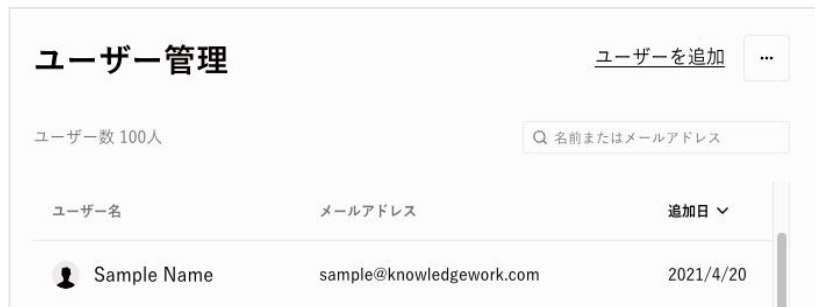 ユーザー管理
ユーザーを追加 ...
ユーザー数 100人
名前またはメールアドレス
ユーザー名 メールアドレス 追加日
Sample Name sample@knowledgework.com 2021/4/20